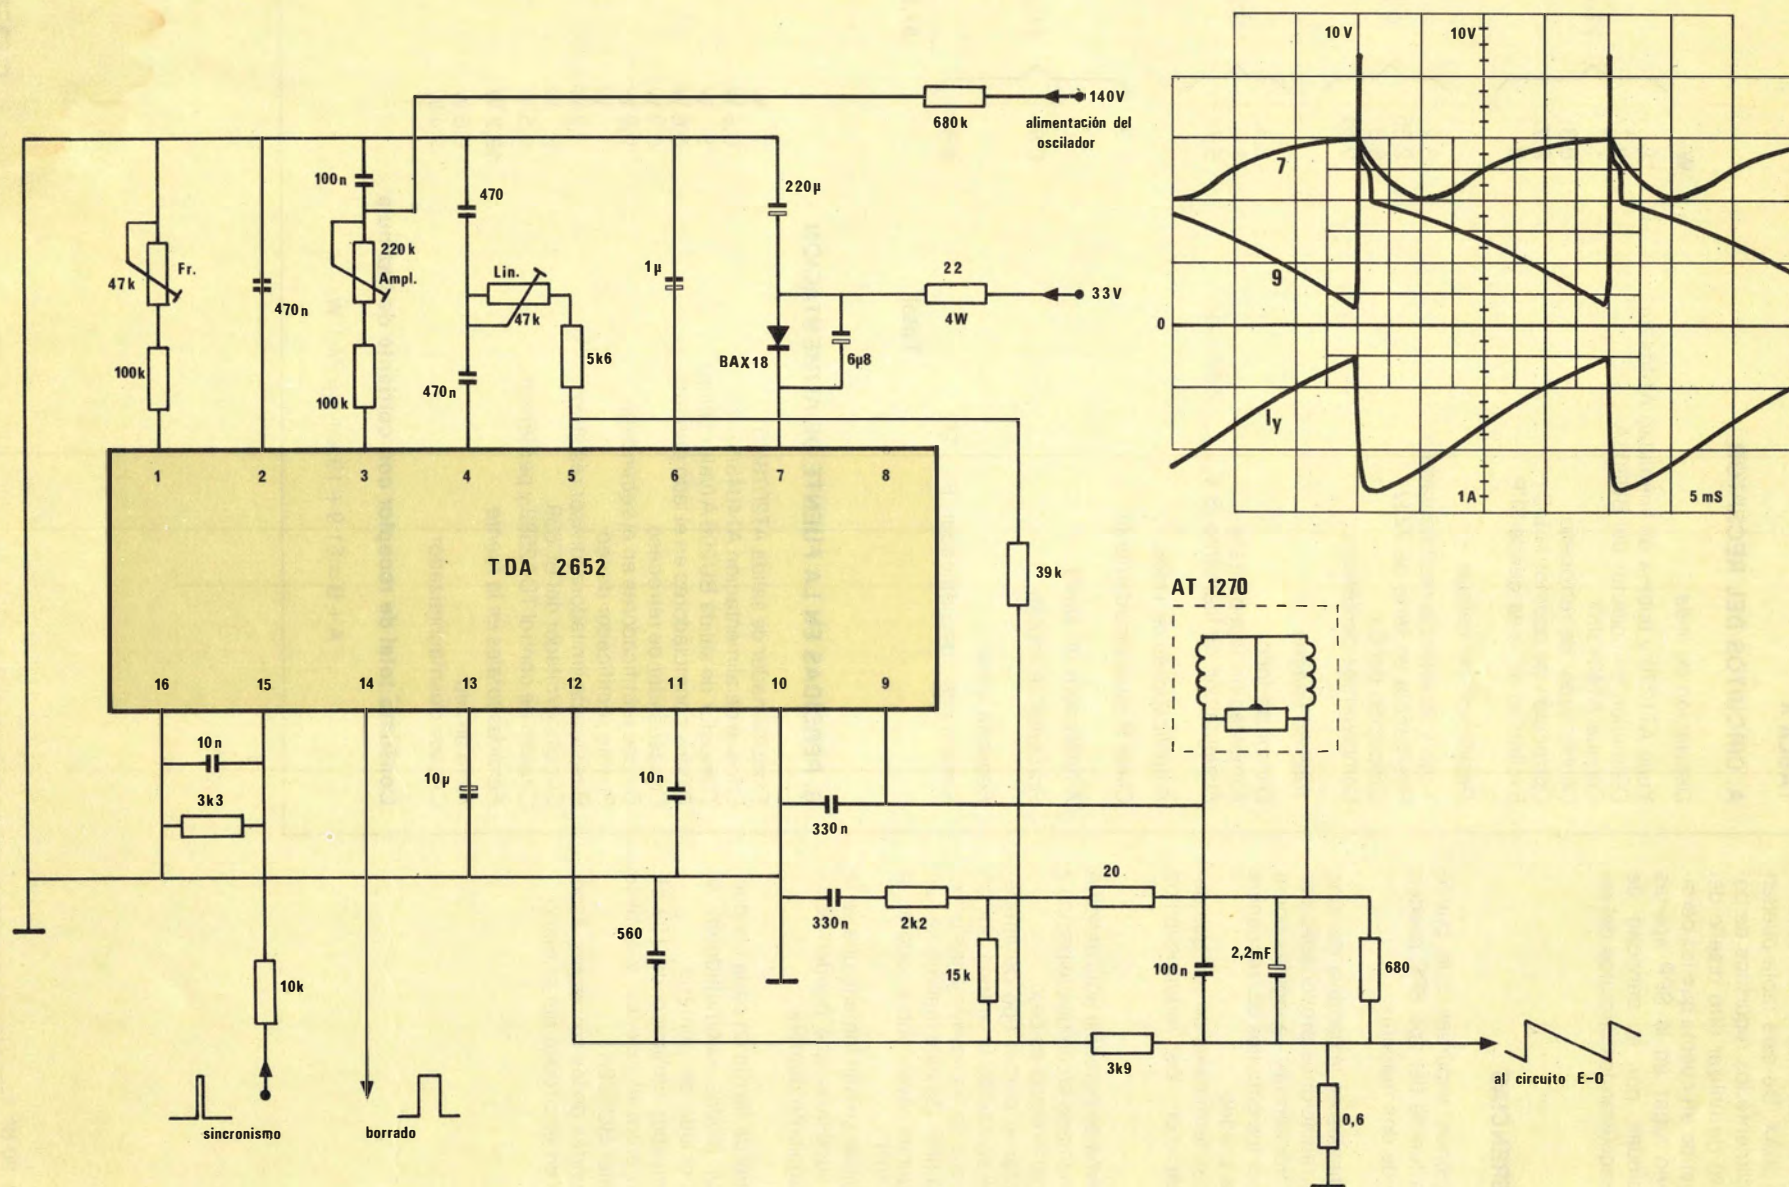 10 V
10V
140V
680k
alimentación del
oscilador
7
100n
470
220µ
220k
Ampl.
Fr.
47k
470n
Lin.
47k
1µ
22
4W
33V
9
0
5k6
BAX18
6µ8
100k
100k
470n
Iy
1A
5 mS
1 2 3 4 5 6 7 8
TDA 2652
39k
AT 1270
16 15 14 13 12 11 10 9
10n
3k3
10µ
10n
330n
20
330n
2k2
560
15k
100n
2,2mF
680
10k
3k9
al circuito E-O
0,6
sincronismo
borrado